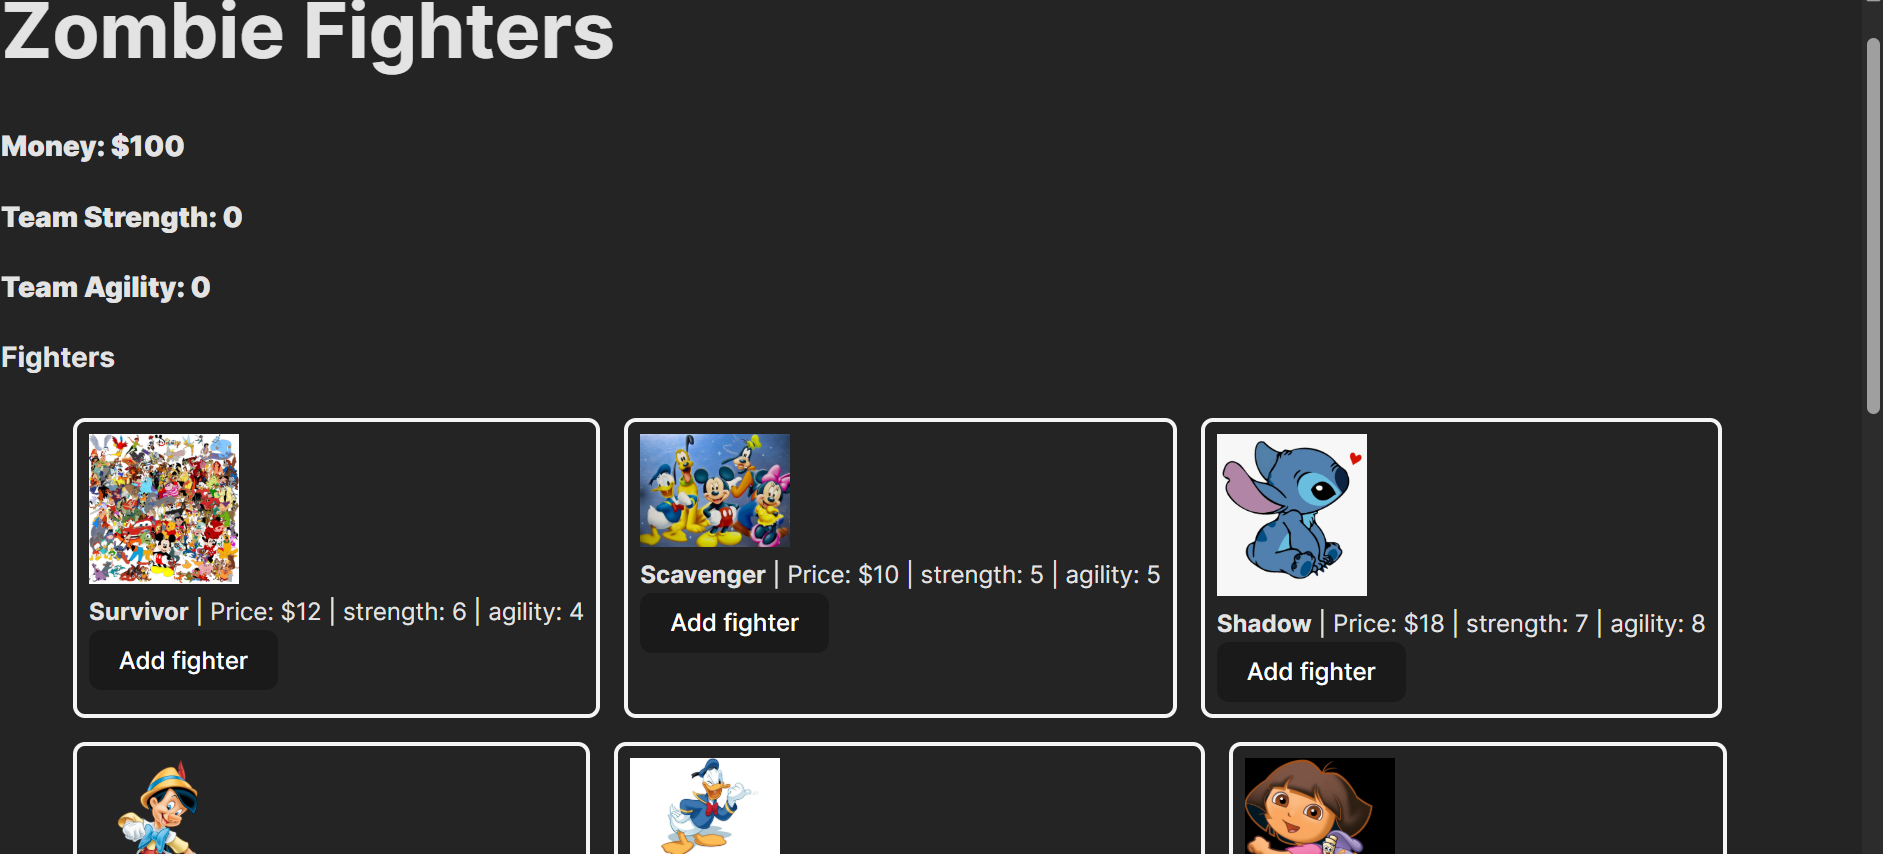 Zombie Fighters
Money: $100
Team Strength: 0
Team Agility: 0
Fighters
Survivor | Price: $12 | strength: 6 | agility: 4
Add fighter
Scavenger | Price: $10 | strength: 5 | agility: 5
Add fighter
Shadow | Price: $18 | strength: 7 | agility: 8
Add fighter